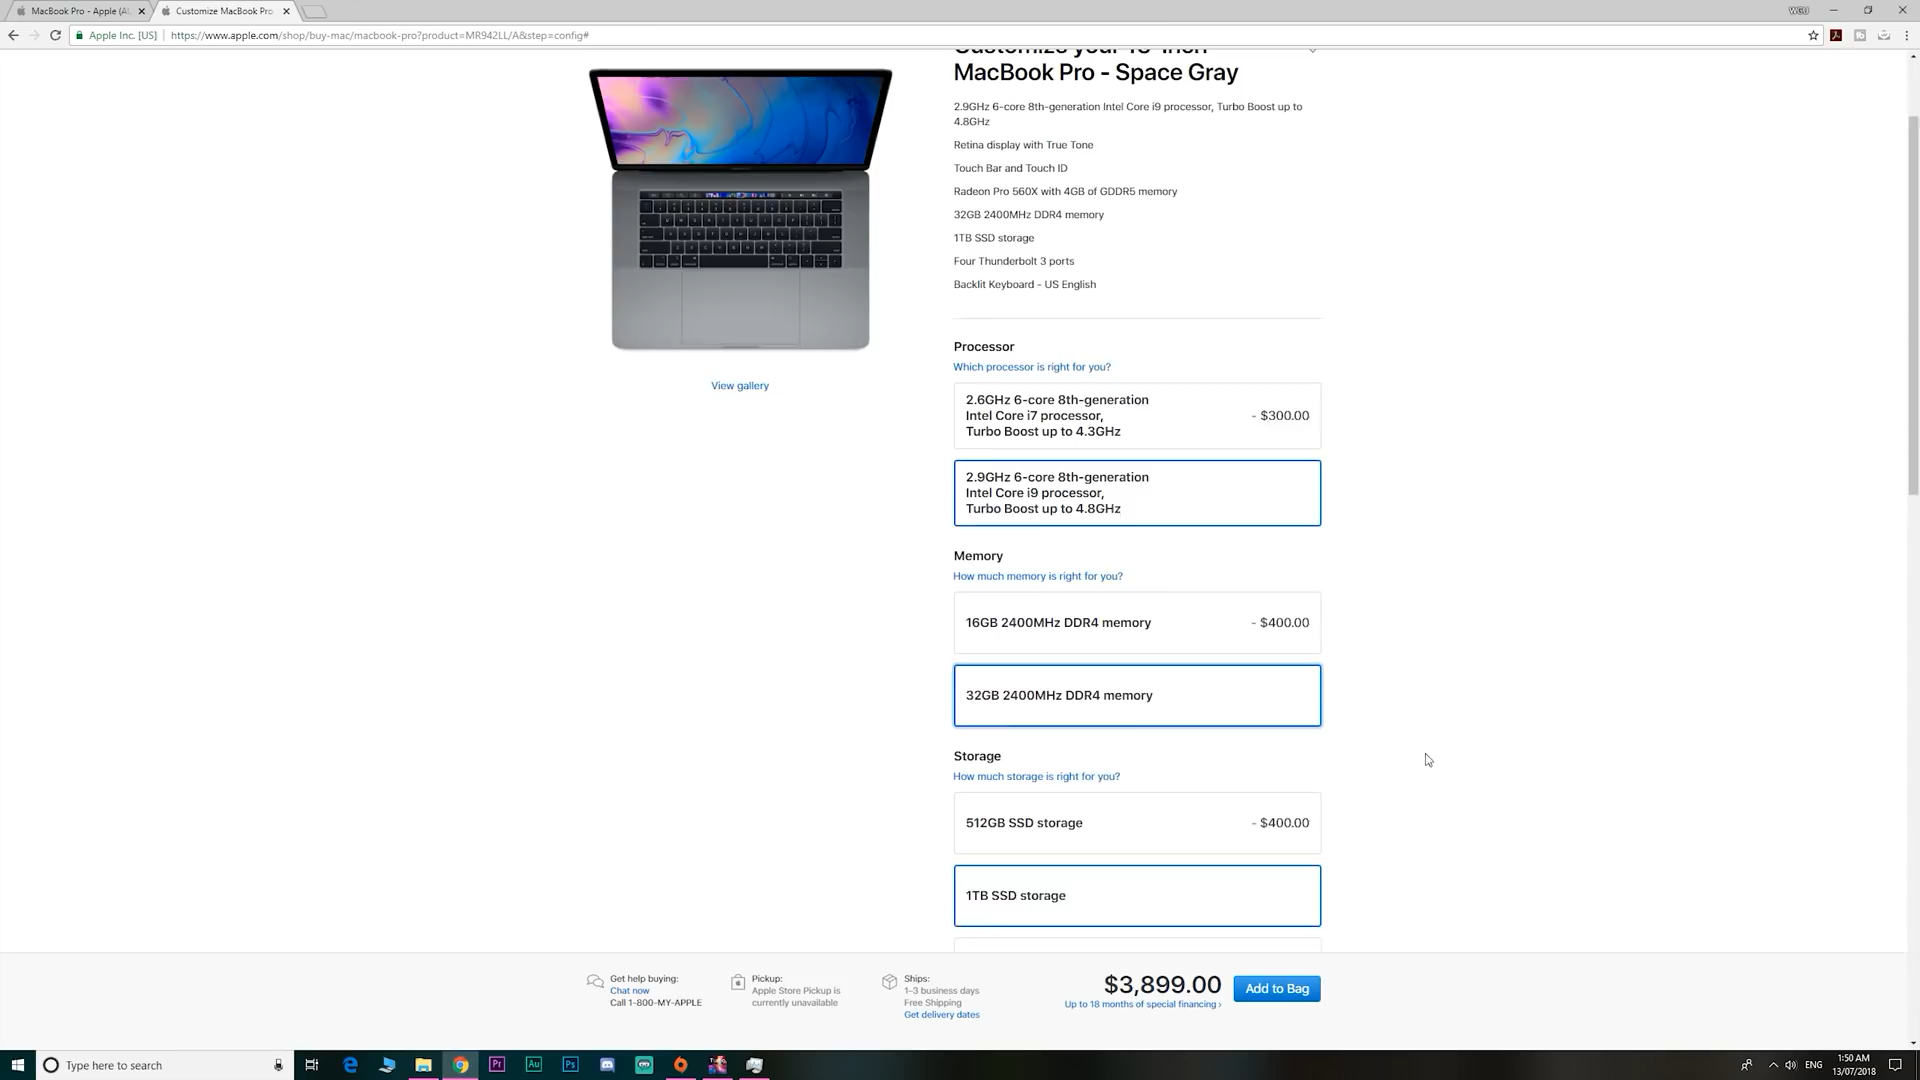 MacBook Pro - Apple (A
Customize MacBook Pro
WGU
Apple Inc. [US]
https://www.apple.com/shop/buy-mac/macbook-pro?product=MR942LL/A&step=config#
Customize your 15-inch
MacBook Pro - Space Gray
2.9GHz 6-core 8th-generation Intel Core i9 processor, Turbo Boost up to
4.8GHz
Retina display with True Tone
Touch Bar and Touch ID
Radeon Pro 560X with 4GB of GDDR5 memory
32GB 2400MHz DDR4 memory
1TB SSD storage
Four Thunderbolt 3 ports
Backlit Keyboard - US English
View gallery
Processor
Which processor is right for you?
2.6GHz 6-core 8th-generation
Intel Core i7 processor,
Turbo Boost up to 4.3GHz
- $300.00
2.9GHz 6-core 8th-generation
Intel Core i9 processor,
Turbo Boost up to 4.8GHz
Memory
How much memory is right for you?
16GB 2400MHz DDR4 memory
- $400.00
32GB 2400MHz DDR4 memory
Storage
How much storage is right for you?
512GB SSD storage
- $400.00
1TB SSD storage
Get help buying:
Chat now
Call 1-800-MY-APPLE
Pickup:
Apple Store Pickup is
currently unavailable
Ships:
1–3 business days
Free Shipping
Get delivery dates
$3,899.00
Up to 18 months of special financing ›
Add to Bag
Type here to search
Pr
Au
Ps
ENG
1:50 AM
13/07/2018